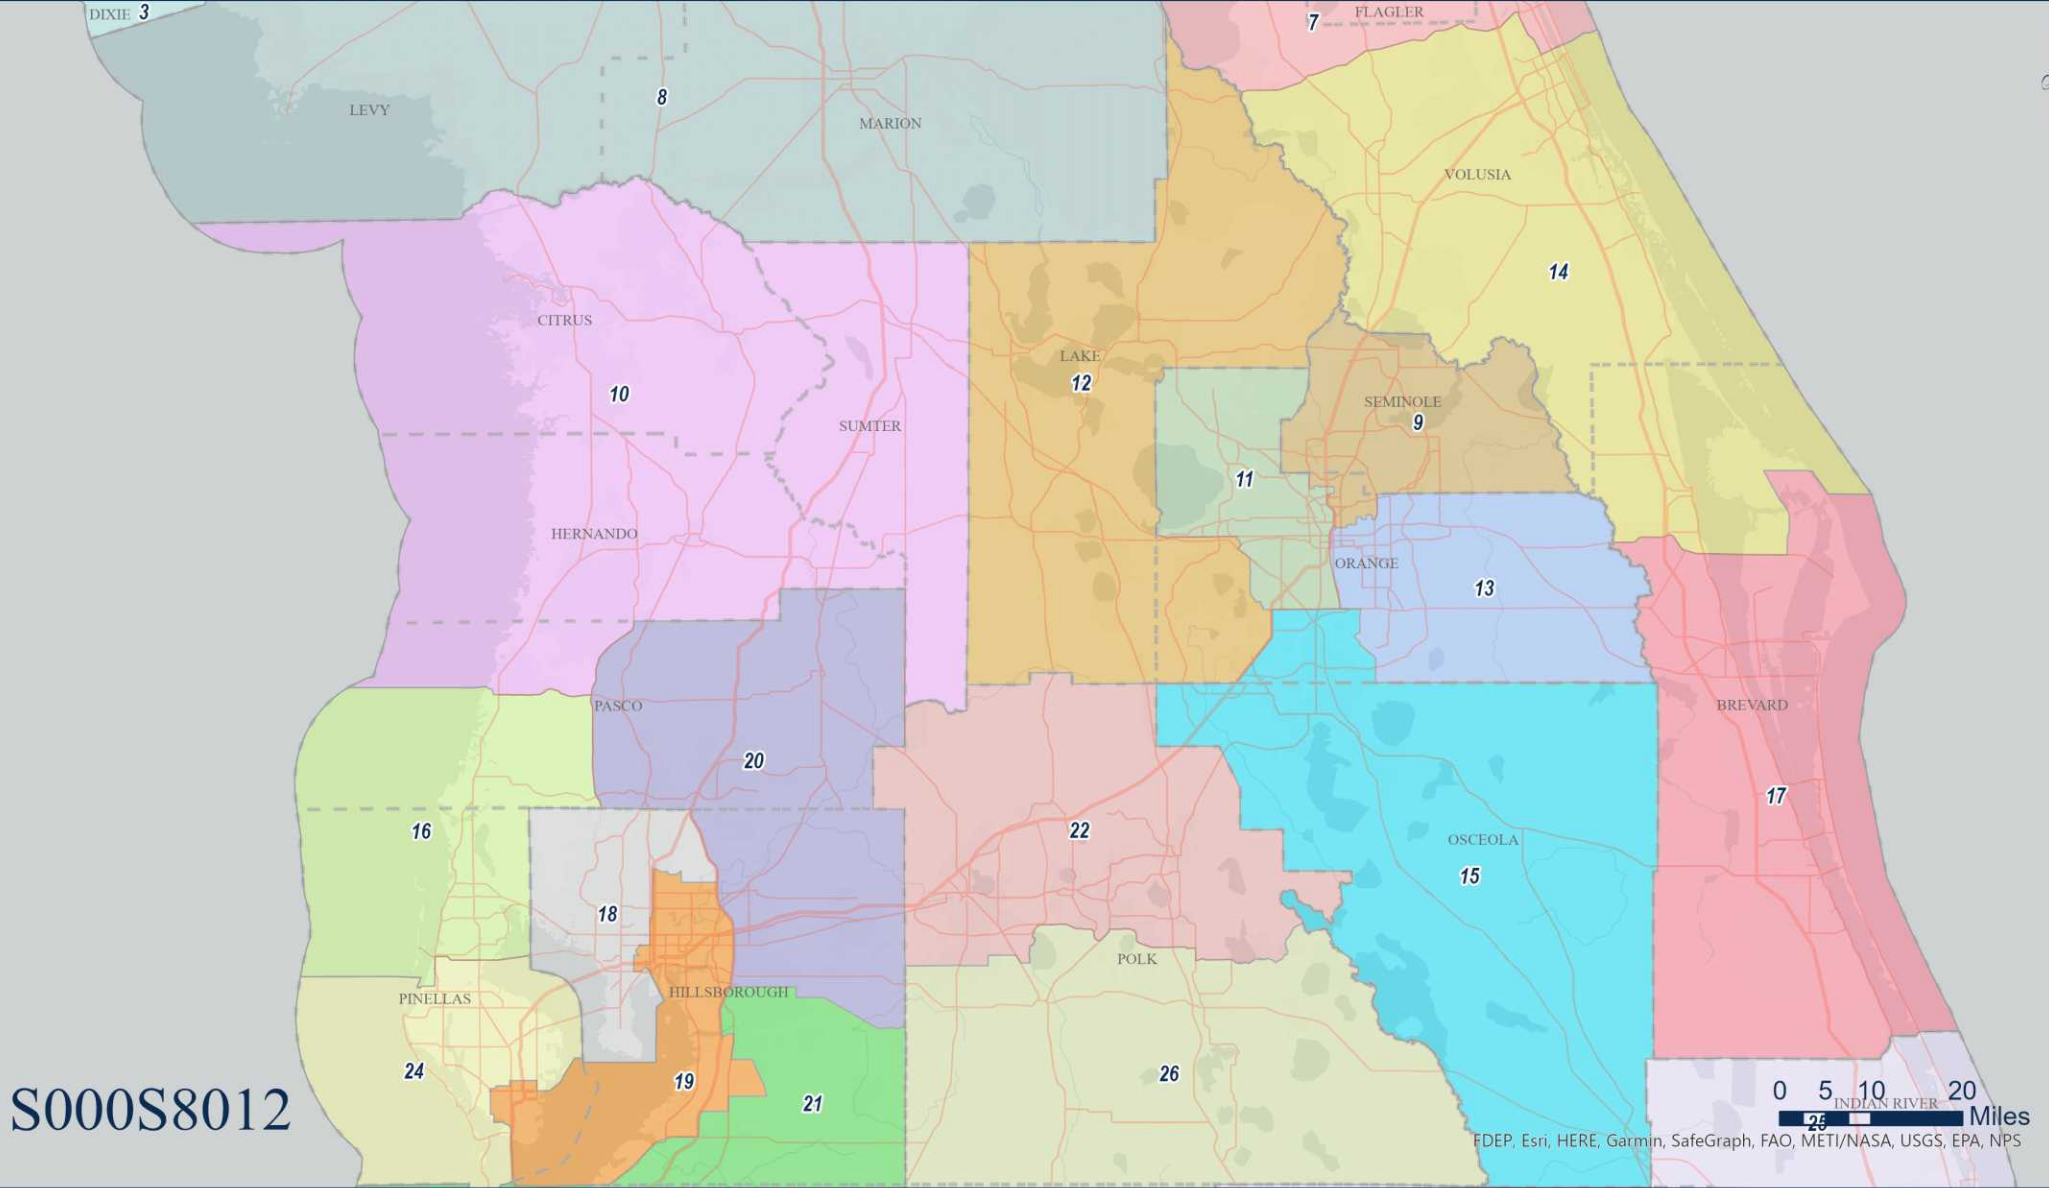 DIXIE 3
7
FLAGLER
8
LEVY
MARION
VOLUSIA
14
CITRUS
LAKE
12
10
SEMINOLE
9
SUMTER
11
HERNANDO
ORANGE
13
PASCO
BREVARD
20
17
16
22
OSCEOLA
15
18
POLK
HILLSBOROUGH
PINELLAS
24
19
26
21
S000S8012
0 5 10 20
Miles
INDIAN RIVER
25
FDEP, Esri, HERE, Garmin, SafeGraph, FAO, METI/NASA, USGS, EPA, NPS